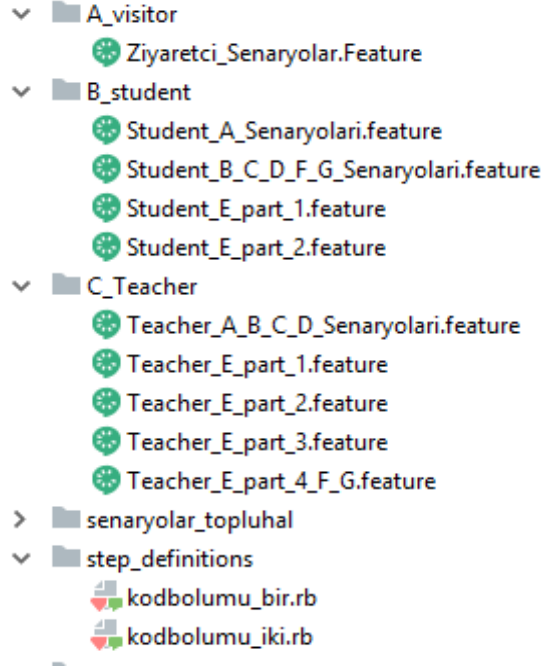 A_visitor
Ziyaretci_Senaryolar.Feature
B_student
Student_A_Senaryolari.feature
Student_B_C_D_F_G_Senaryolari.feature
Student_E_part_1.feature
Student_E_part_2.feature
C_Teacher
Teacher_A_B_C_D_Senaryolari.feature
Teacher_E_part_1.feature
Teacher_E_part_2.feature
Teacher_E_part_3.feature
Teacher_E_part_4_F_G.feature
senaryolar_topluhal
step_definitions
kodbolumu_bir.rb
kodbolumu_iki.rb